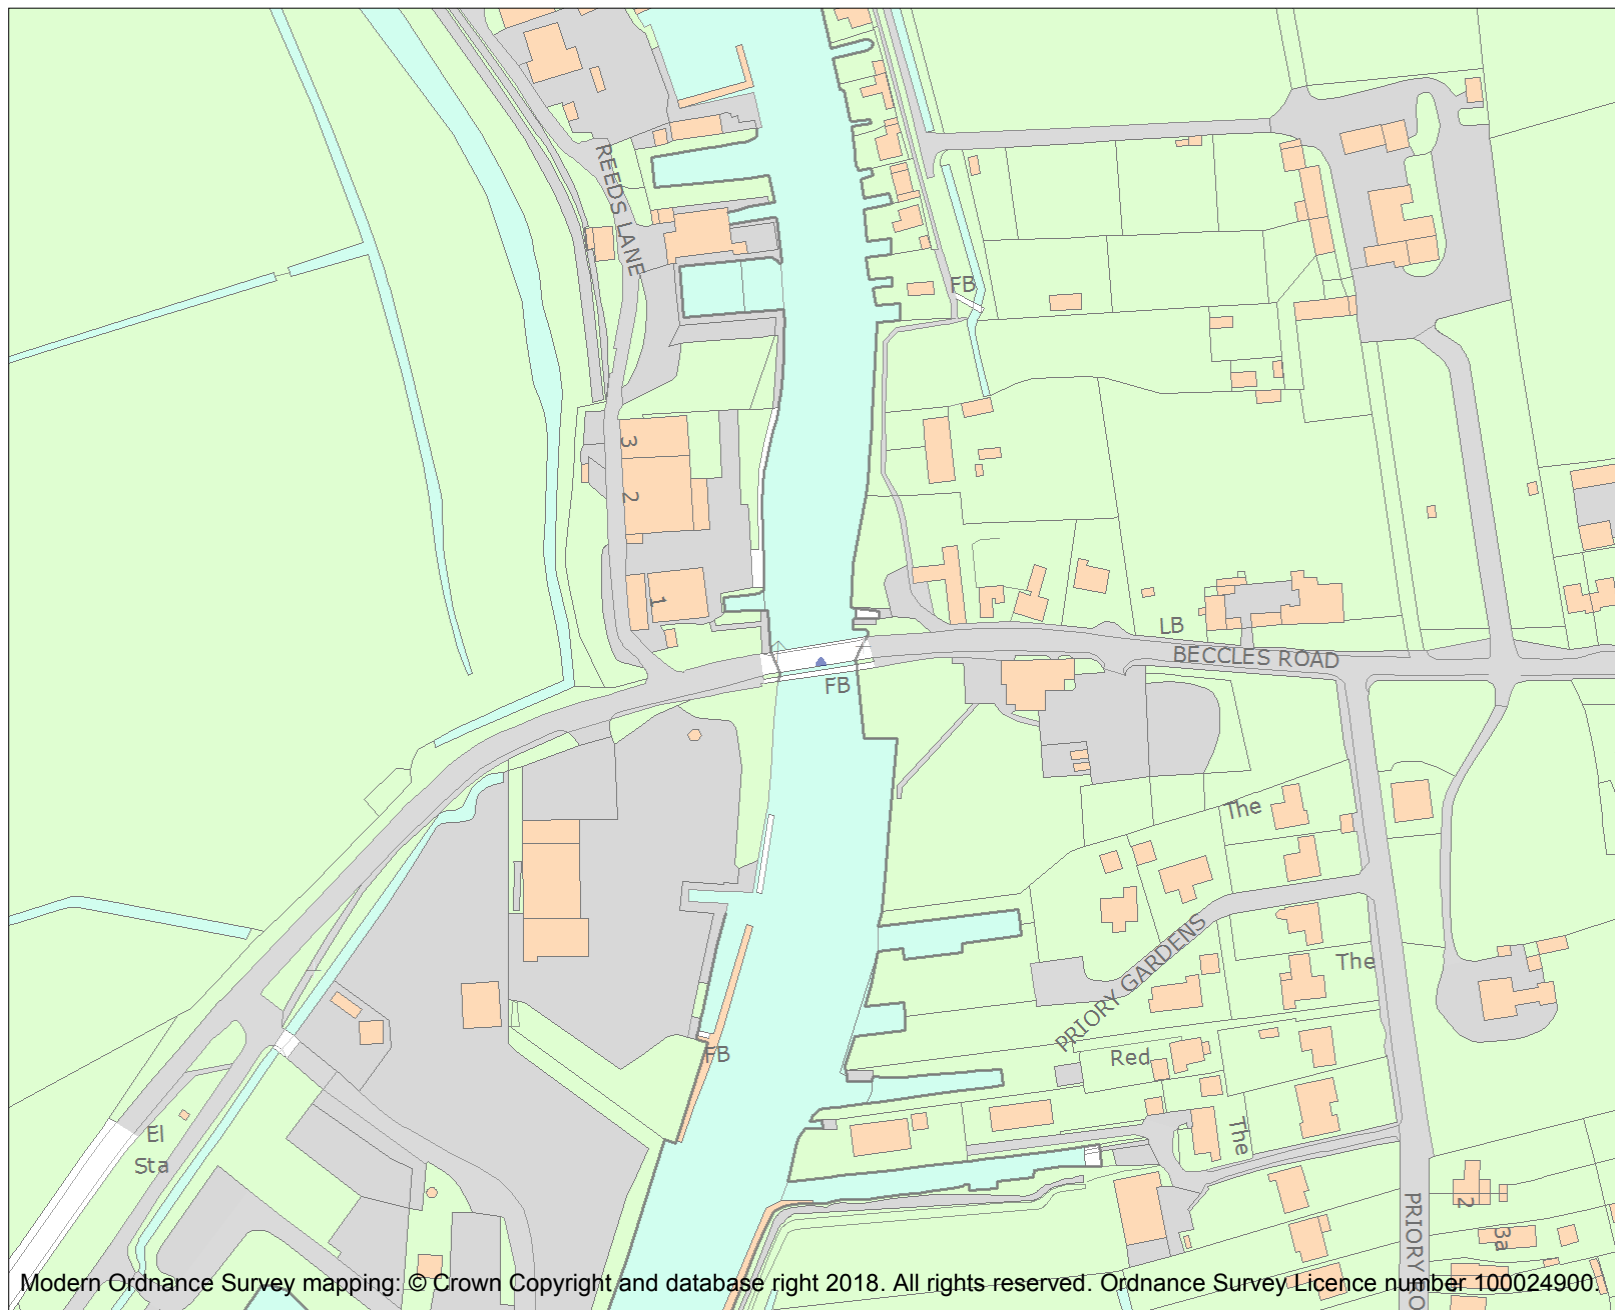 REEDS LANE
FB
3
2
1
LB
BECCLES ROAD
FB
The
The
PRIORY GARDENS
FB
Red
The
El
Sta
2
3a
PRIORY RO
Modern Ordnance Survey mapping: © Crown Copyright and database right 2018. All rights reserved. Ordnance Survey Licence number 100024900.